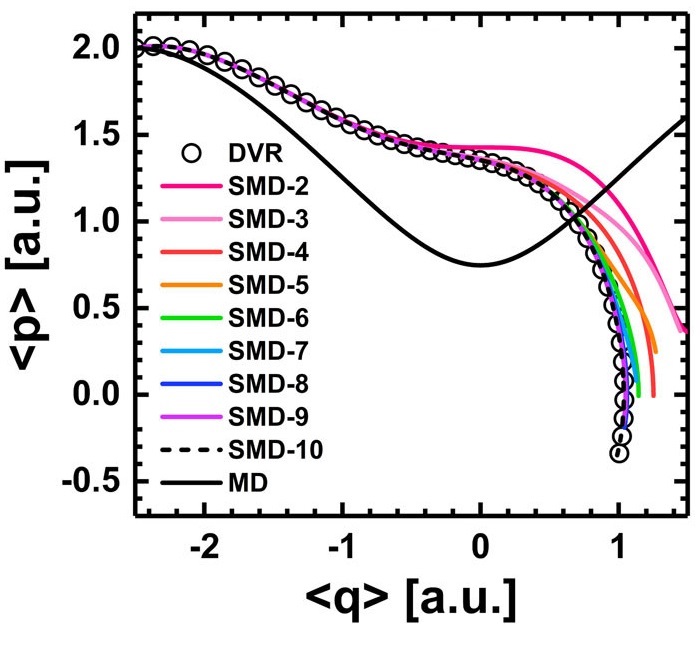 <p> [a.u.]
2.0
1.5
1.0
0.5
0.0
-0.5
DVR
SMD-2
SMD-3
SMD-4
SMD-5
SMD-6
SMD-7
SMD-8
SMD-9
SMD-10
MD
-2 -1 0 1
<q> [a.u.]